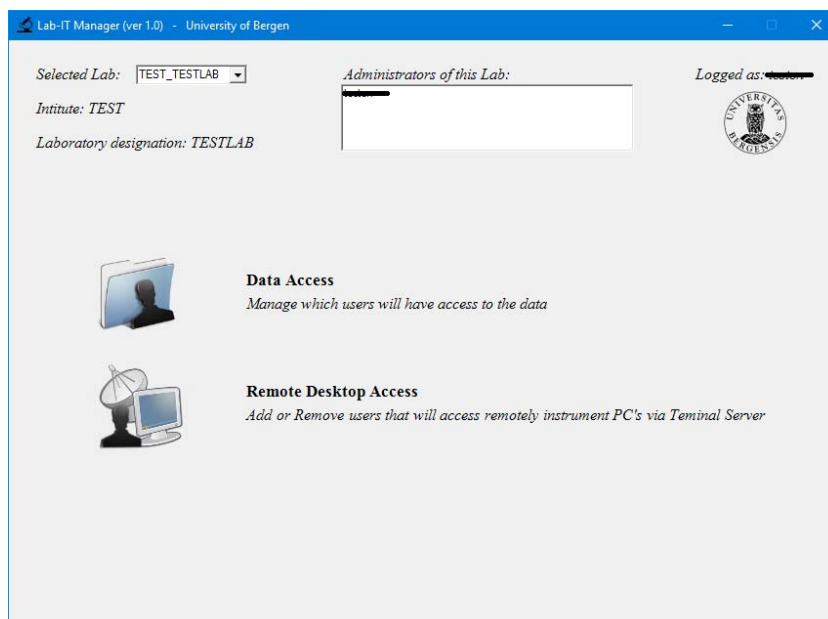 Lab-IT Manager (ver 1.0) - University of Bergen
Selected Lab: TEST_TESTLAB
Administrators of this Lab:
Logged as:
Intitute: TEST
Laboratory designation: TESTLAB
UNIVERSITAS
BERGENSIS
Data Access
Manage which users will have access to the data
Remote Desktop Access
Add or Remove users that will access remotely instrument PC's via Teminal Server